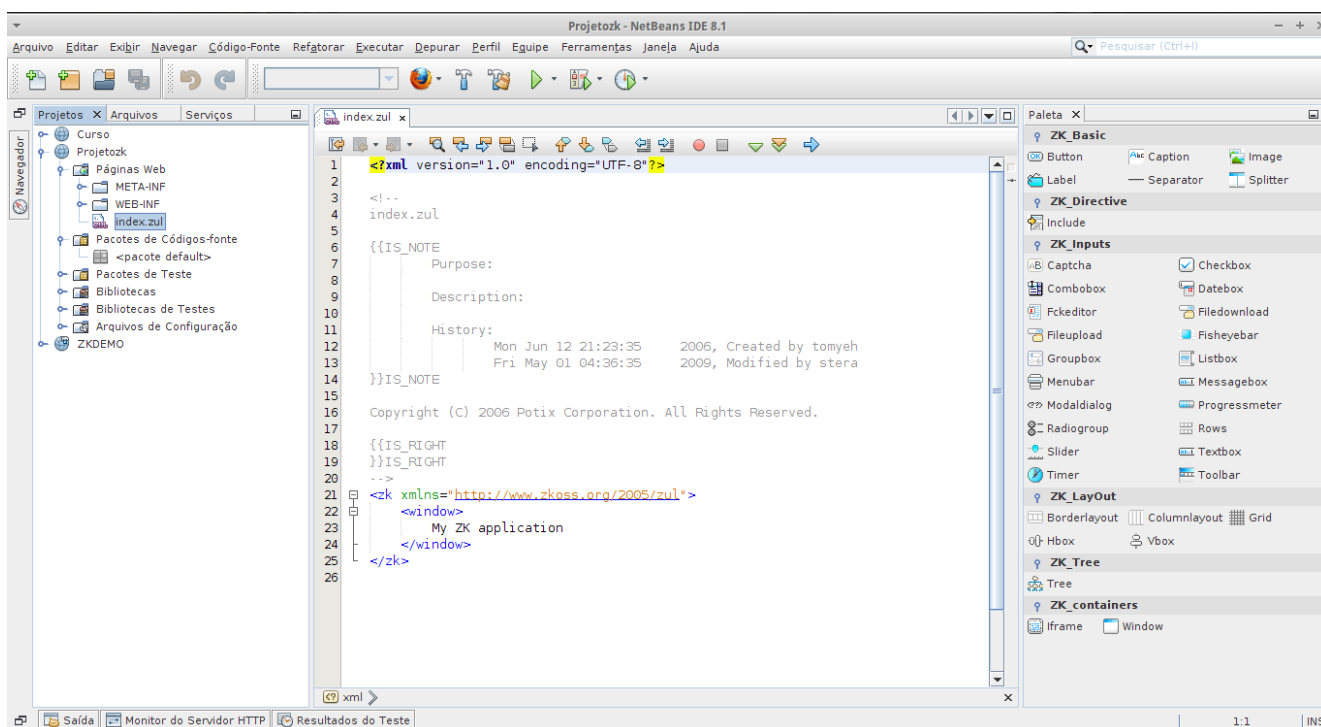 Projetozk - NetBeans IDE 8.1
Arquivo Editar Exibir Navegar Código-Fonte Refatorar Executar Depurar Perfil Equipe Ferramentas Janela Ajuda
Pesquisar (Ctrl+I)
Projetos Arquivos Serviços
Navegador
Curso
Projetozk
Páginas Web
META-INF
WEB-INF
index.zul
Pacotes de Códigos-fonte
<pacote default>
Pacotes de Teste
Bibliotecas
Bibliotecas de Testes
Arquivos de Configuração
ZKDEMO
index.zul
1 <?xml version="1.0" encoding="UTF-8"?>
2
3 <!--
4 index.zul
5
6 {{IS_NOTE
7 Purpose:
8
9 Description:
10
11 History:
12 Mon Jun 12 21:23:35 2006, Created by tomyeh
13 Fri May 01 04:36:35 2009, Modified by stera
14 }}IS_NOTE
15
16 Copyright (C) 2006 Potix Corporation. All Rights Reserved.
17
18 {{IS_RIGHT
19 }}IS_RIGHT
20 -->
21 <zk xmlns="http://www.zkoss.org/2005/zul">
22 <window>
23 My ZK application
24 </window>
25 </zk>
26
xml
Paleta
ZK_Basic
OK Button Abc Caption Image
Label Separator Splitter
ZK_Directive
Include
ZK_Inputs
Captcha Checkbox
Combobox Datebox
Fckeditor Filedownload
Fileupload Fisheyebar
Groupbox Listbox
Menubar Messagebox
Modaldialog Progressmeter
Radiogroup Rows
Slider Textbox
Timer Toolbar
ZK_LayOut
Borderlayout Columnlayout Grid
Hbox Vbox
ZK_Tree
Tree
ZK_containers
Iframe Window
Saída Monitor do Servidor HTTP Resultados do Teste
1:1 INS